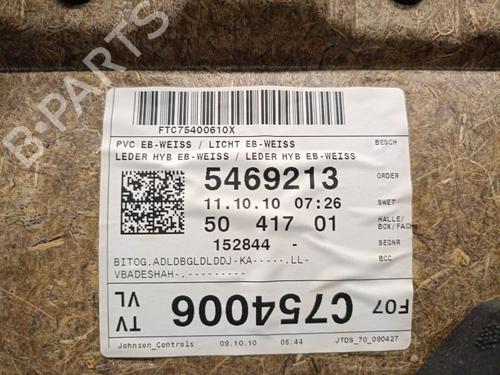 FTC75400610X
PVC EB-WEISS / LICHT EB-WEISS BESCH
LEDER HYB EB-WEISS / LEDER HYB EB-WEISS
5469213 ORDER
11.10.10 07:26 SWET
50 417 01 HALLE/
BOX/FACH
152844 - SEQNR
BITOG.ADLDBGLDLDDJ-KA-----.LL- BCC
VBADESHAH-.----------
TV
VL
C754006
F07
Johnson_Controls 09.10.10 05:44 JTDS_70_090427
B-PARTS